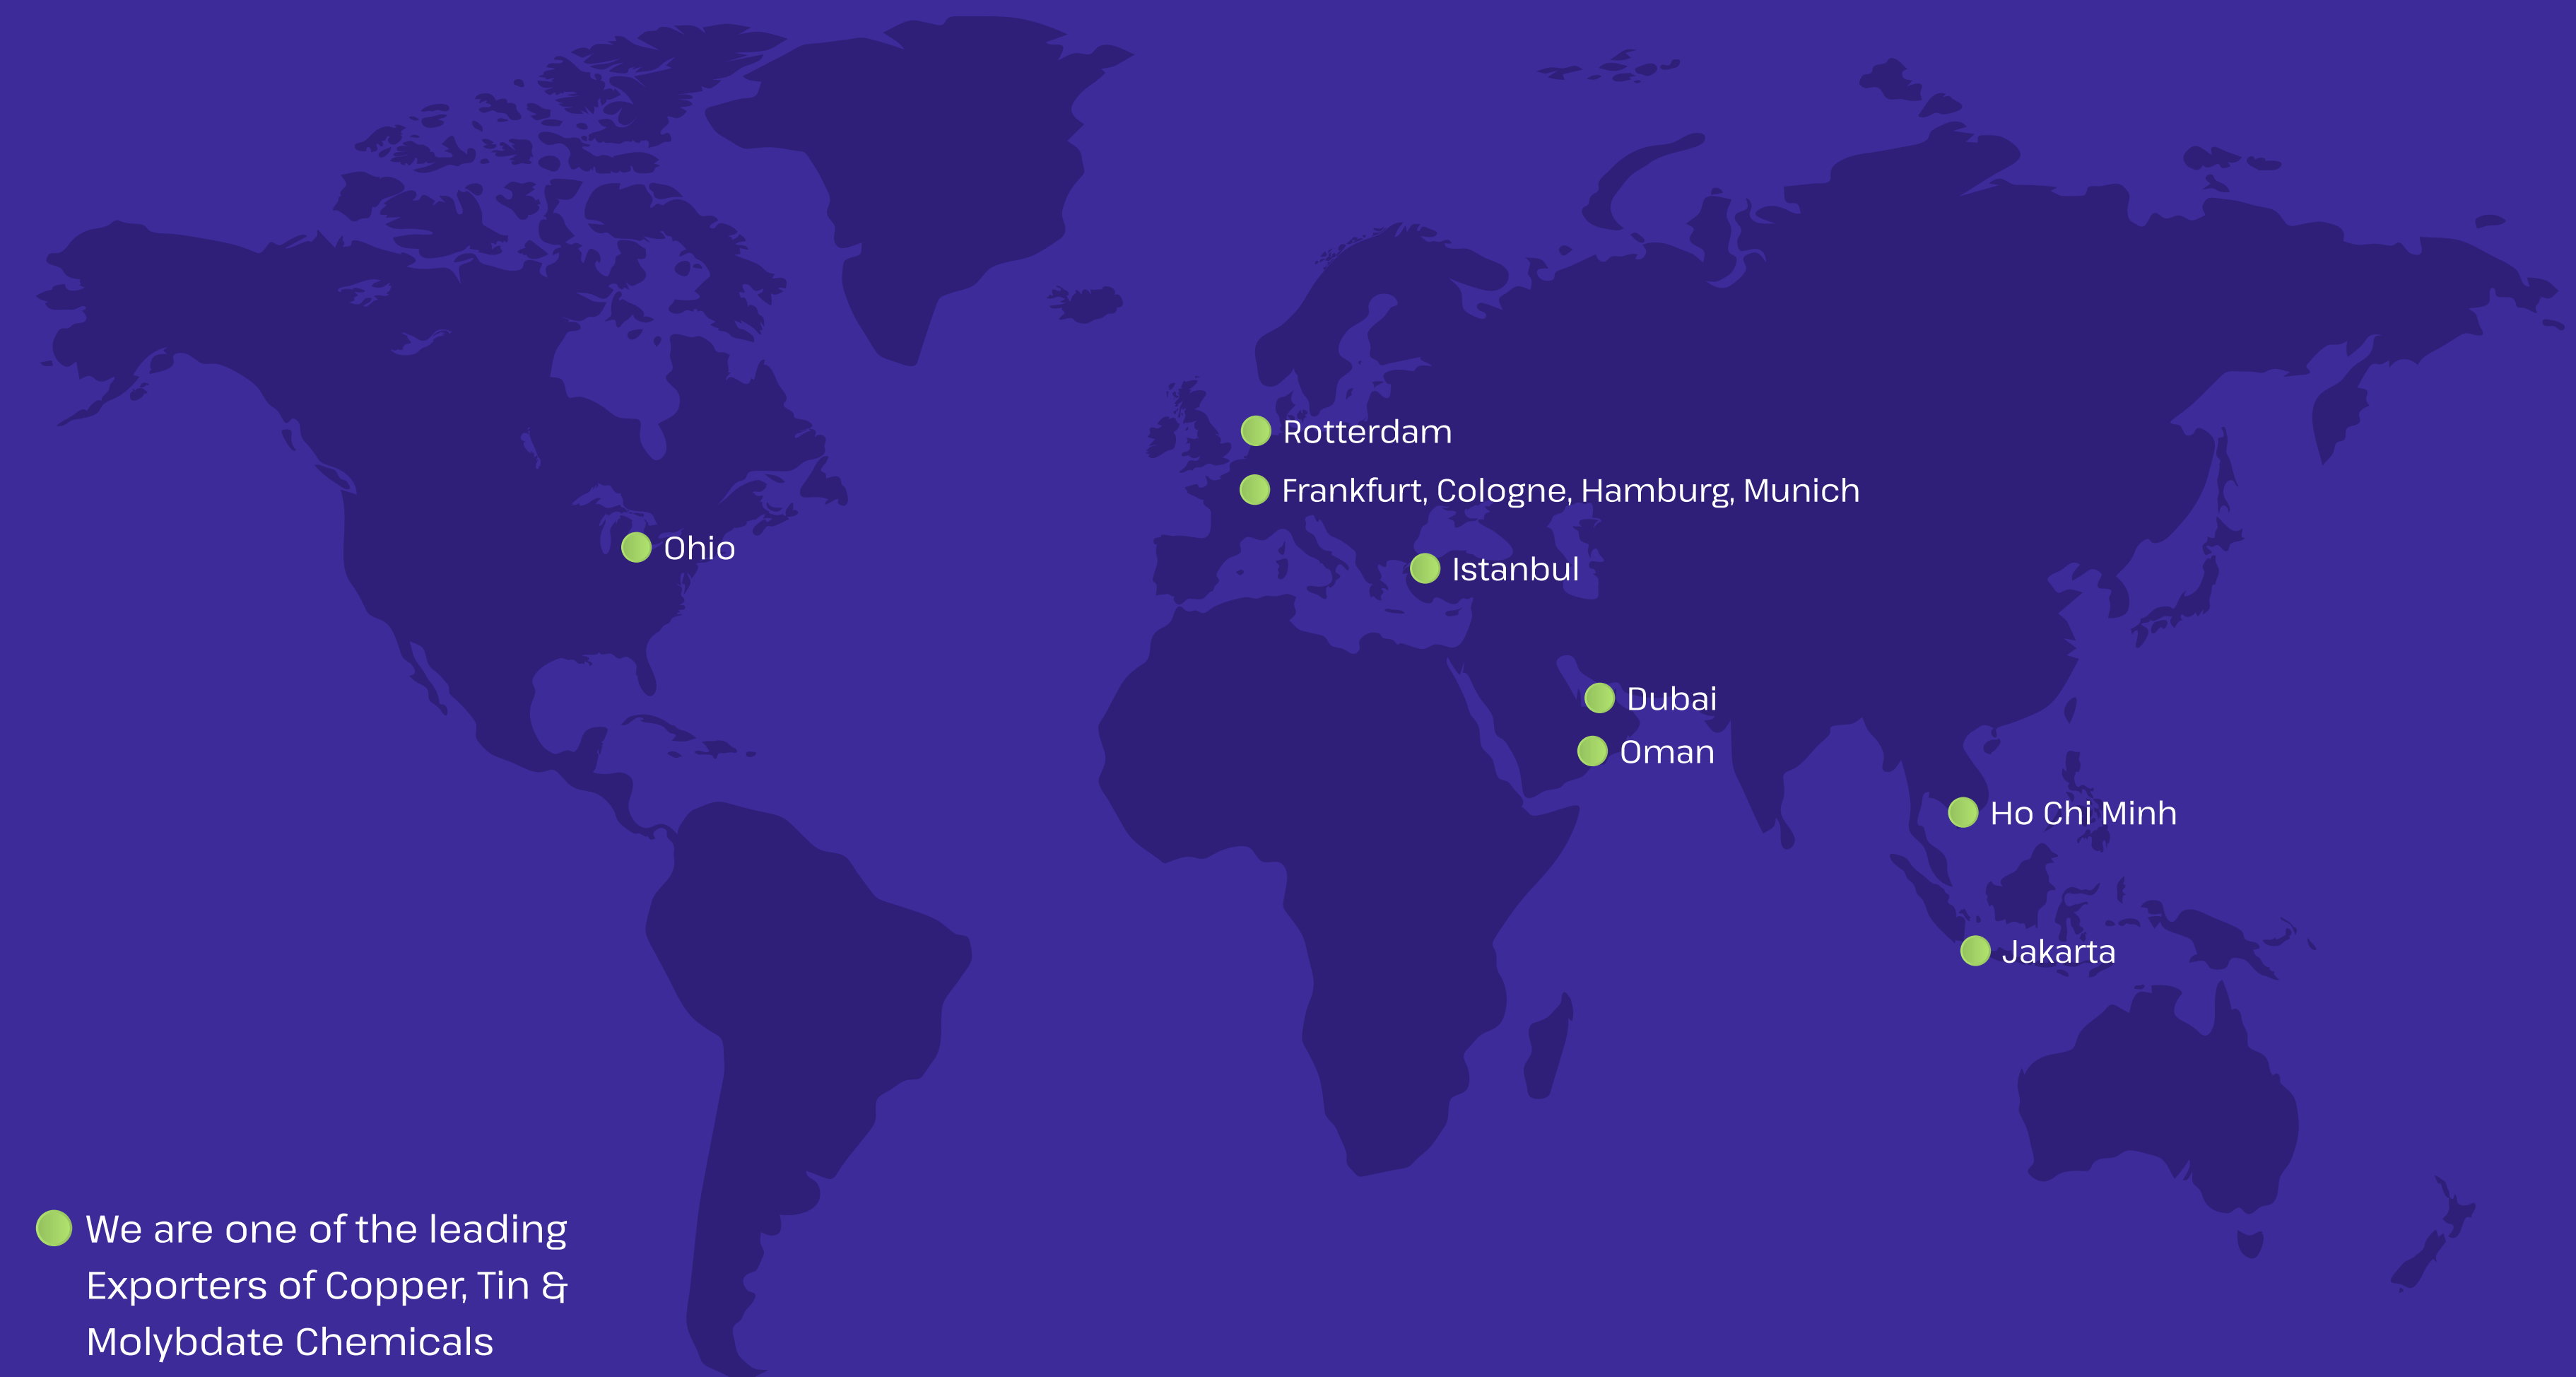 Rotterdam
Frankfurt, Cologne, Hamburg, Munich
Ohio
Istanbul
Dubai
Oman
Ho Chi Minh
Jakarta
We are one of the leading
Exporters of Copper, Tin &
Molybdate Chemicals